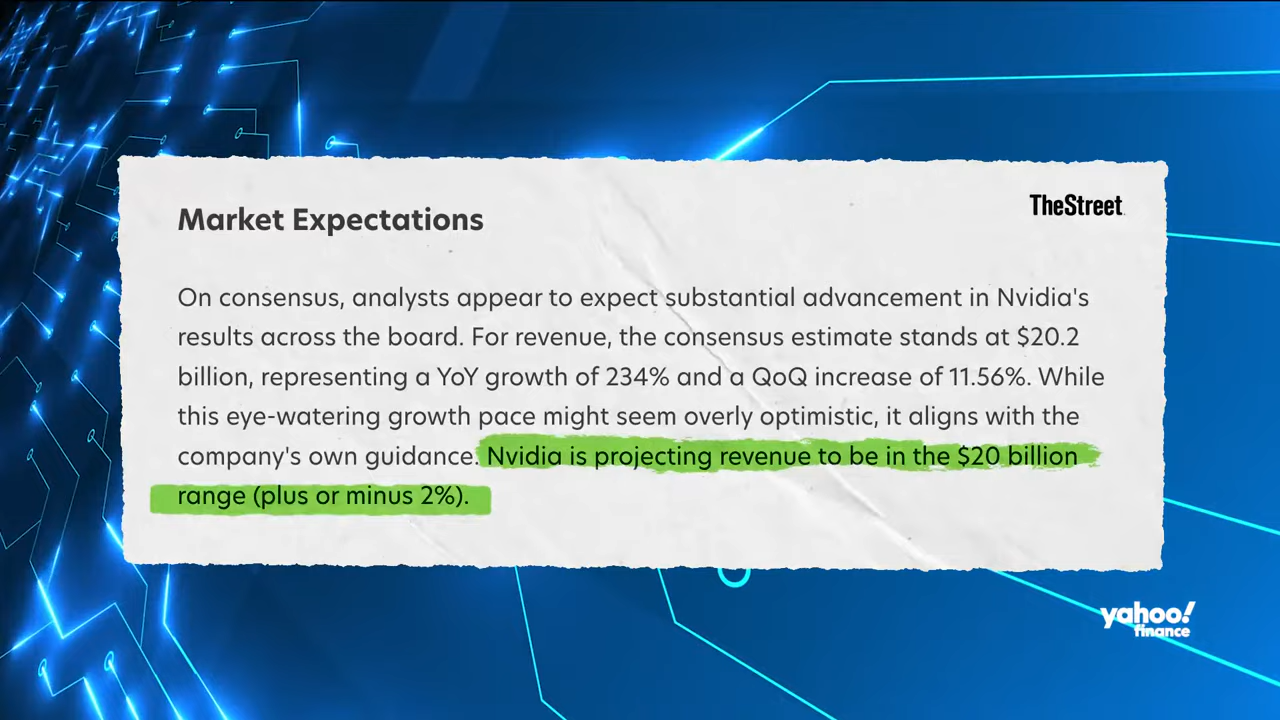 TheStreet
Market Expectations
On consensus, analysts appear to expect substantial advancement in Nvidia's
results across the board. For revenue, the consensus estimate stands at $20.2
billion, representing a YoY growth of 234% and a QoQ increase of 11.56%. While
this eye-watering growth pace might seem overly optimistic, it aligns with the
company's own guidance. Nvidia is projecting revenue to be in the $20 billion
range (plus or minus 2%).
yahoo!
finance